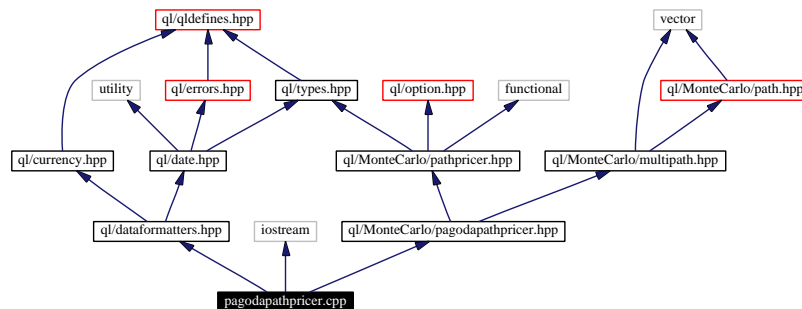 ql/qldefines.hpp
vector
utility
ql/errors.hpp
ql/types.hpp
ql/option.hpp
functional
ql/MonteCarlo/path.hpp
ql/currency.hpp
ql/date.hpp
ql/MonteCarlo/pathpricer.hpp
ql/MonteCarlo/multipath.hpp
ql/dataformatters.hpp
iostream
ql/MonteCarlo/pagodapathpricer.hpp
pagodapathpricer.cpp